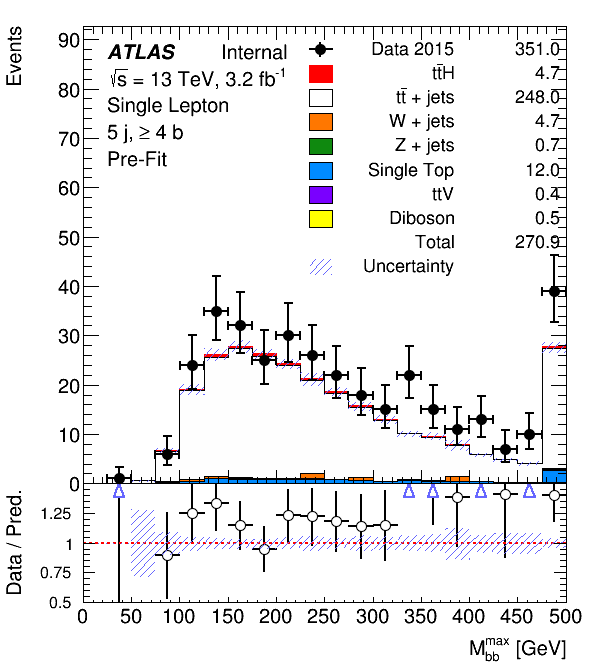 Events
90
80
70
60
50
40
30
20
10
0
ATLAS Internal
√s = 13 TeV, 3.2 fb⁻¹
Single Lepton
5 j, ≥ 4 b
Pre-Fit
Data 2015 351.0
tt̄H 4.7
tt̄ + jets 248.0
W + jets 4.7
Z + jets 0.7
Single Top 12.0
ttV 0.4
Diboson 0.5
Total 270.9
Uncertainty
Data / Pred.
1.25
1
0.75
0.5
0 50 100 150 200 250 300 350 400 450 500
M_bb^max [GeV]